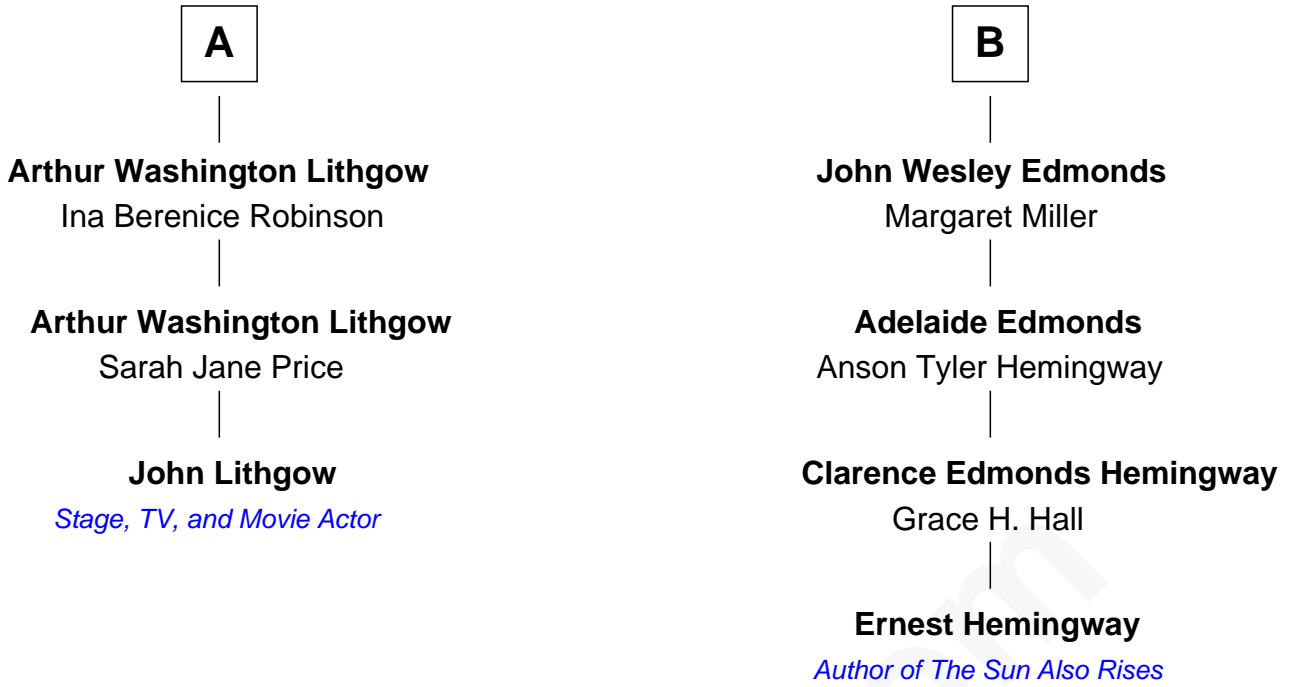 A
Arthur Washington Lithgow
Ina Berenice Robinson
Arthur Washington Lithgow
Sarah Jane Price
John Lithgow
Stage, TV, and Movie Actor
B
John Wesley Edmonds
Margaret Miller
Adelaide Edmonds
Anson Tyler Hemingway
Clarence Edmonds Hemingway
Grace H. Hall
Ernest Hemingway
Author of The Sun Also Rises